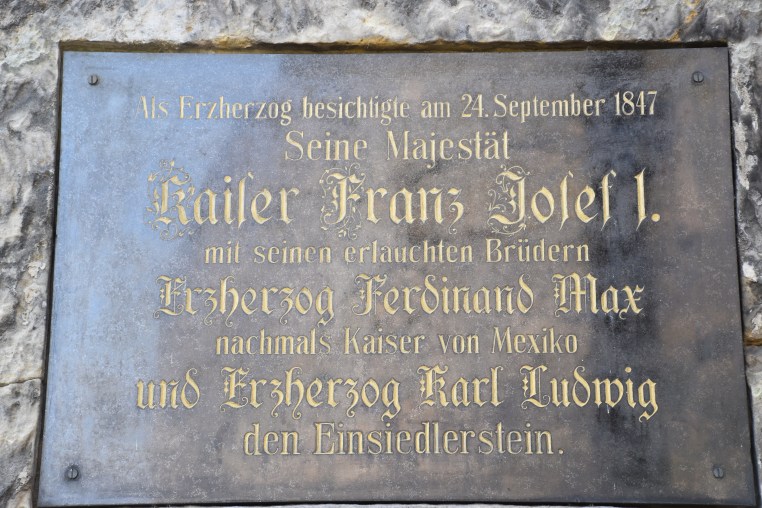 Als Erzherzog besichtigte am 24. September 1847
Seine Majestät
Kaiſer Franz Joſef I.
mit seinen erlauchten Brüdern
Erzherzog Ferdinand Max
nachmals Kaiser von Mexiko
und Erzherzog Karl Ludwig
den Einsiedlerstein.